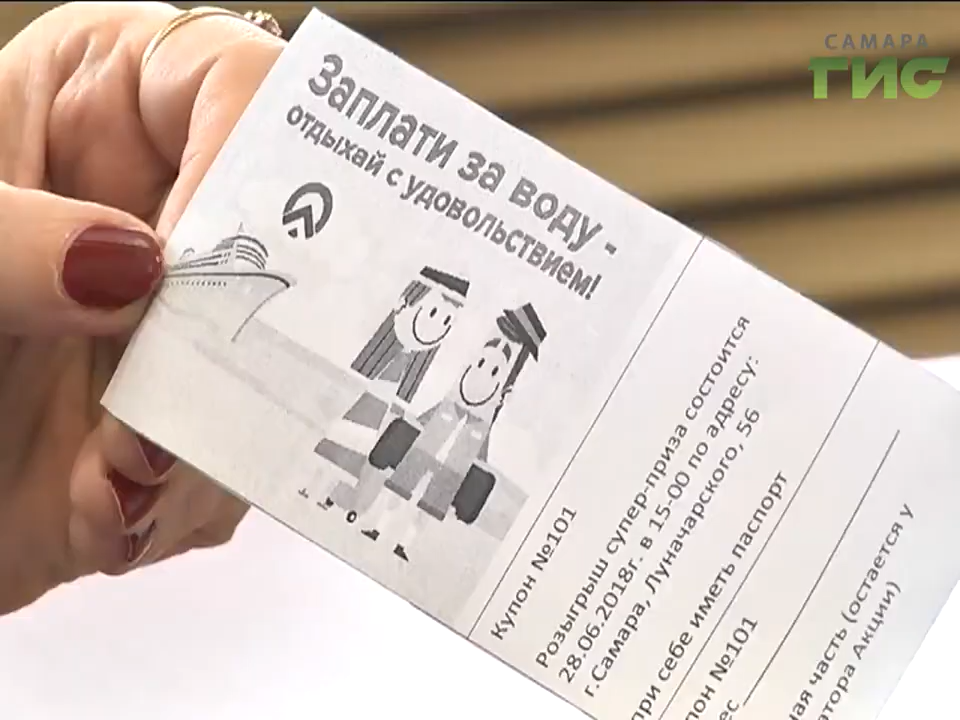 САМАРА
ГИС
Заплати за воду -
отдыхай с удовольствием!
Купон №101
Розыгрыш супер-приза состоится
28.06.2018г. в 15-00 по адресу:
г.Самара, Луначарского, 56
при себе иметь паспорт
пон №101
ес
ая часть (остается у
тора Акции)